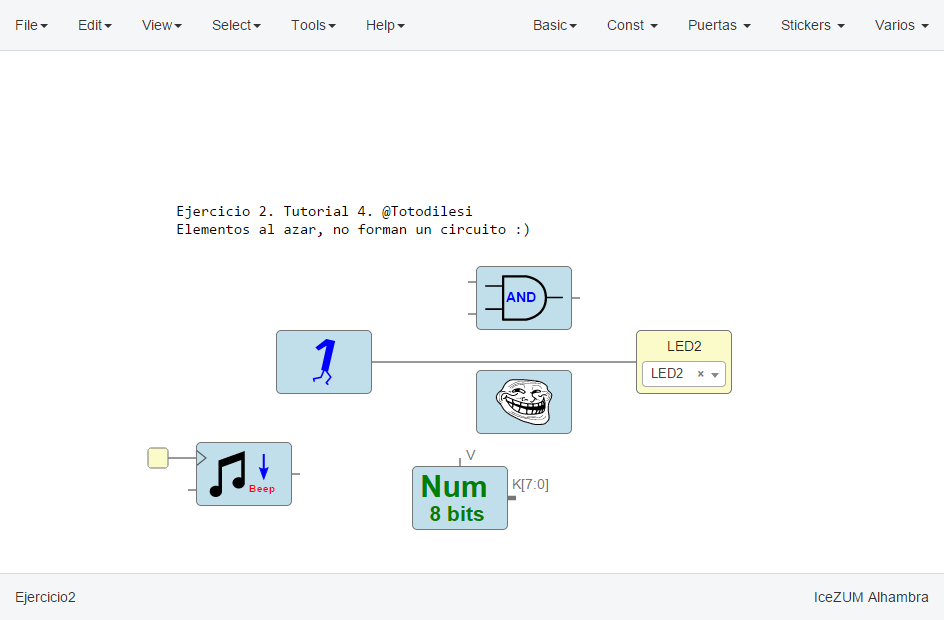 File Edit View Select Tools Help Basic Const Puertas Stickers Varios
Ejercicio 2. Tutorial 4. @Totodilesi
Elementos al azar, no forman un circuito :)
AND
1
LED2
LED2 ×
Beep
V
Num
K[7:0]
8 bits
Ejercicio2 IceZUM Alhambra